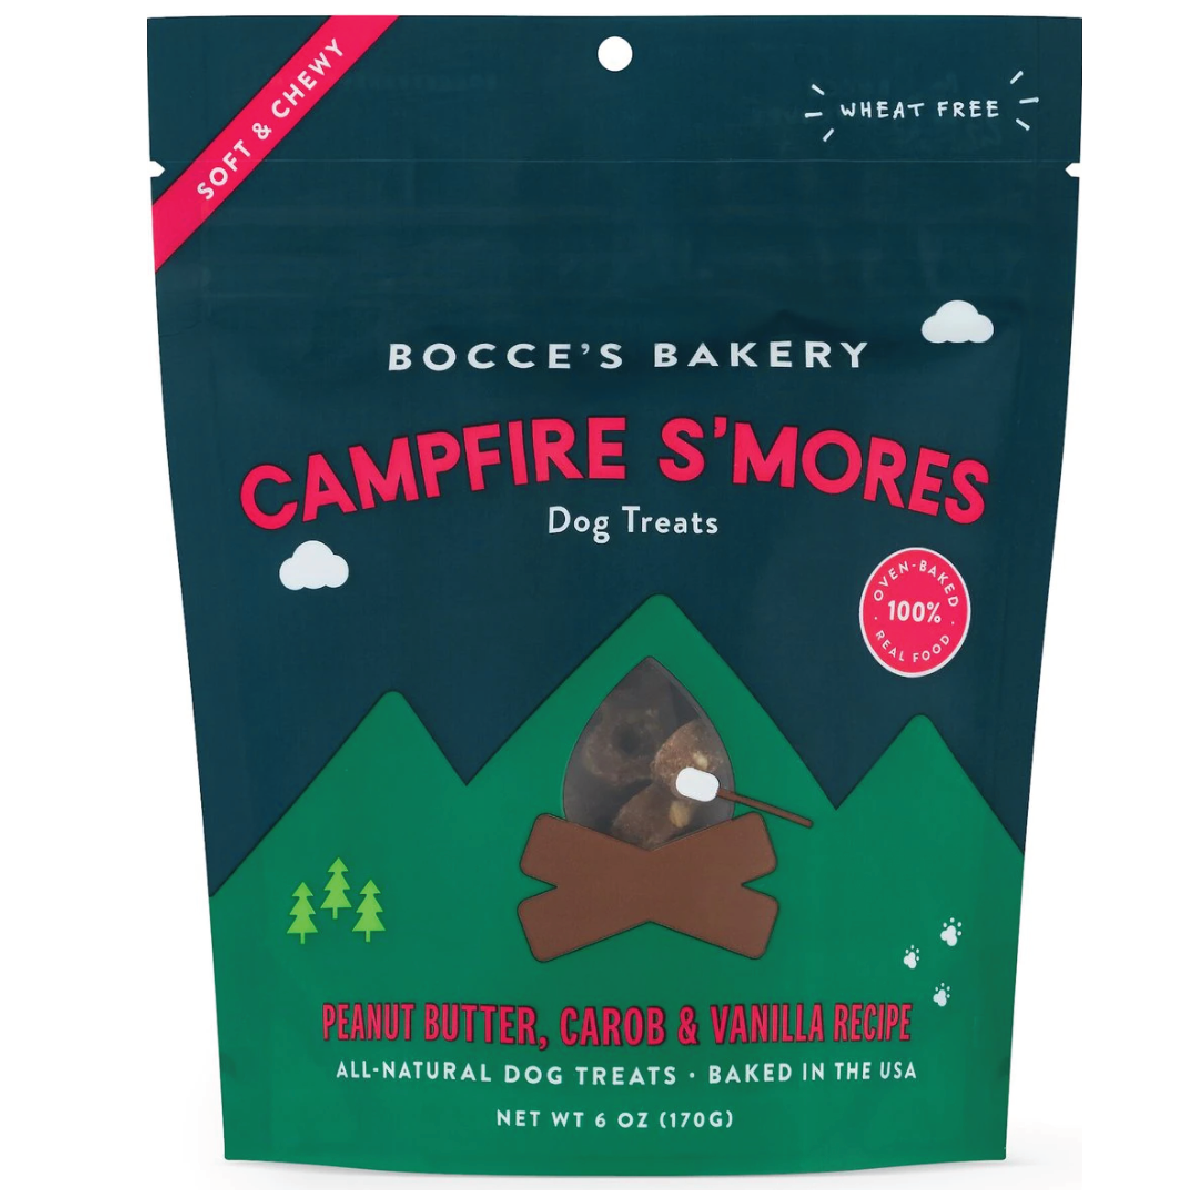 SOFT & CHEWY
WHEAT FREE
BOCCE'S BAKERY
CAMPFIRE S'MORES
Dog Treats
OVEN-BAKED
100%
REAL FOOD
PEANUT BUTTER, CAROB & VANILLA RECIPE
ALL-NATURAL DOG TREATS · BAKED IN THE USA
NET WT 6 OZ (170G)